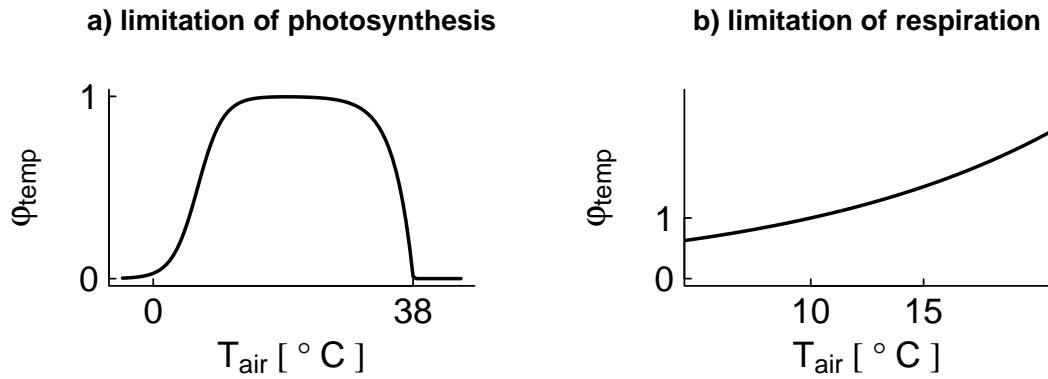 a) limitation of photosynthesis
1
0
φtemp
0 38
Tair [ ° C ]
b) limitation of respiration
1
0
φtemp
10 15
Tair [ ° C ]